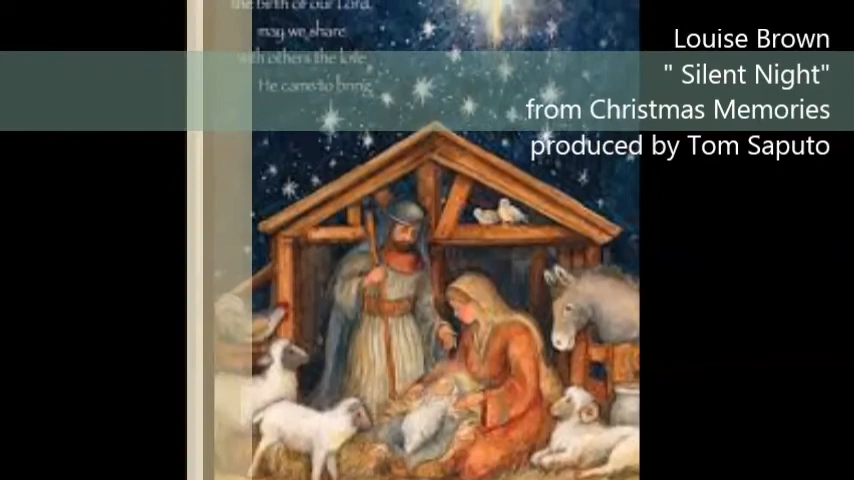 the birth of our Lord,
may we share
with others the love
He came to bring
Louise Brown
" Silent Night"
from Christmas Memories
produced by Tom Saputo